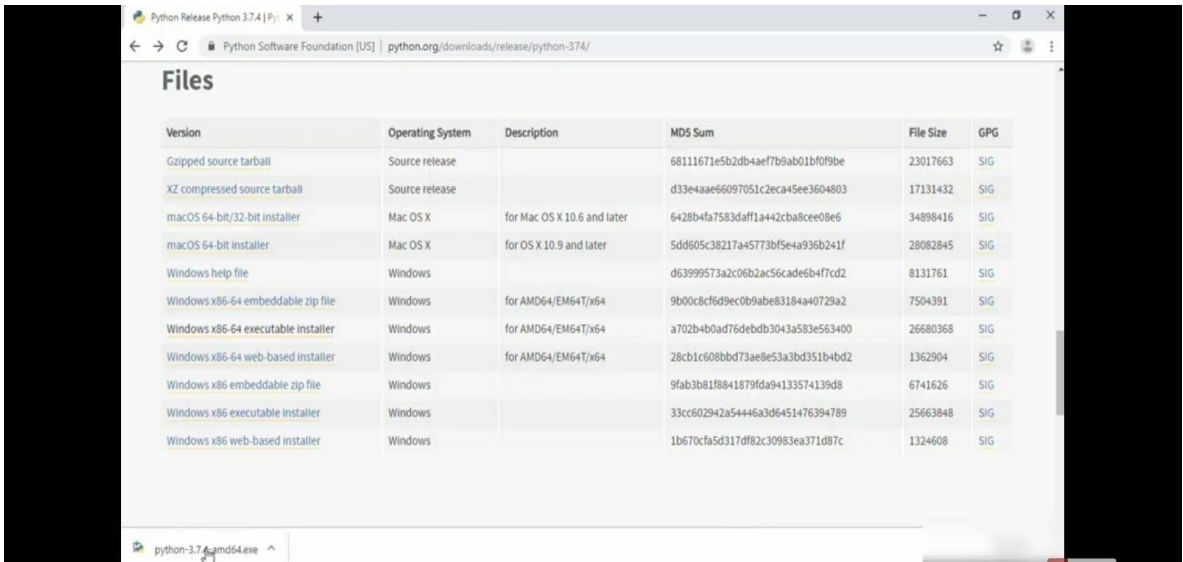 Python Release Python 3.7.4 | Py
Python Software Foundation [US] | python.org/downloads/release/python-374/
Files
Version Operating System Description MD5 Sum File Size GPG
Gzipped source tarball Source release 68111671e5b2db4aef7b9ab01bf0f9be 23017663 SIG
XZ compressed source tarball Source release d33e4aae66097051c2eca45ee3604803 17131432 SIG
macOS 64-bit/32-bit installer Mac OS X for Mac OS X 10.6 and later 6428b4fa7583daff1a442cba8cee08e6 34898416 SIG
macOS 64-bit installer Mac OS X for OS X 10.9 and later 5dd605c38217a45773bf5e4a936b241f 28082845 SIG
Windows help file Windows d63999573a2c06b2ac56cade6b4f7cd2 8131761 SIG
Windows x86-64 embeddable zip file Windows for AMD64/EM64T/x64 9b00c8cf6d9ec0b9abe83184a40729a2 7504391 SIG
Windows x86-64 executable installer Windows for AMD64/EM64T/x64 a702b4b0ad76debdb3043a583e563400 26680368 SIG
Windows x86-64 web-based installer Windows for AMD64/EM64T/x64 28cb1c608bbd73ae8e53a3bd351b4bd2 1362904 SIG
Windows x86 embeddable zip file Windows 9fab3b81f8841879fda94133574139d8 6741626 SIG
Windows x86 executable installer Windows 33cc602942a54446a3d6451476394789 25663848 SIG
Windows x86 web-based installer Windows 1b670cfa5d317df82c30983ea371d87c 1324608 SIG
python-3.7.4-amd64.exe